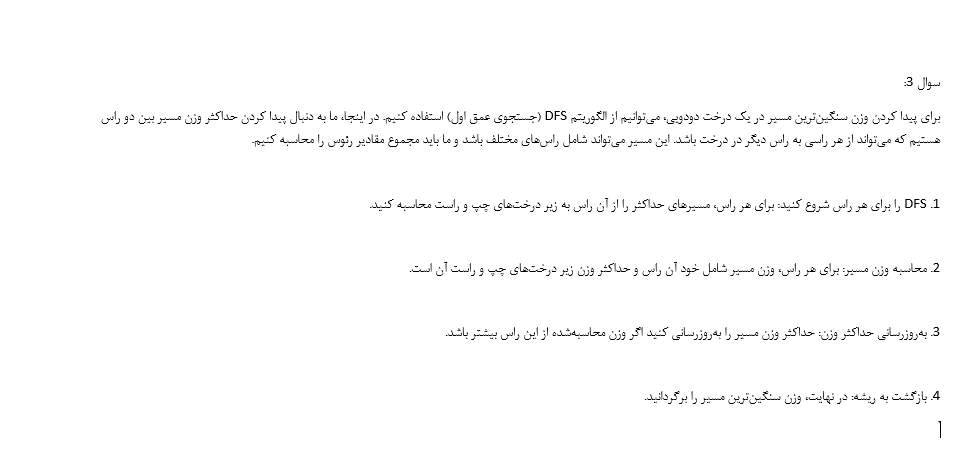 سوال 3:
برای پیدا کردن وزن سنگین‌ترین مسیر در یک درخت دودویی، می‌توانیم از الگوریتم DFS (جستجوی عمق اول) استفاده کنیم. در اینجا، ما به دنبال پیدا کردن حداکثر وزن مسیر بین دو راس
هستیم که می‌تواند از هر راسی به راس دیگر در درخت باشد. این مسیر می‌تواند شامل راس‌های مختلف باشد و ما باید مجموع مقادیر رئوس را محاسبه کنیم.
1. DFS را برای هر راس شروع کنید: برای هر راس، مسیرهای حداکثر را از آن راس به زیر درخت‌های چپ و راست محاسبه کنید.
2. محاسبه وزن مسیر: برای هر راس، وزن مسیر شامل خود آن راس و حداکثر وزن زیر درخت‌های چپ و راست آن است.
3. به‌روزرسانی حداکثر وزن: حداکثر وزن مسیر را به‌روزرسانی کنید اگر وزن محاسبه‌شده از این راس بیشتر باشد.
4. بازگشت به ریشه: در نهایت، وزن سنگین‌ترین مسیر را برگردانید.